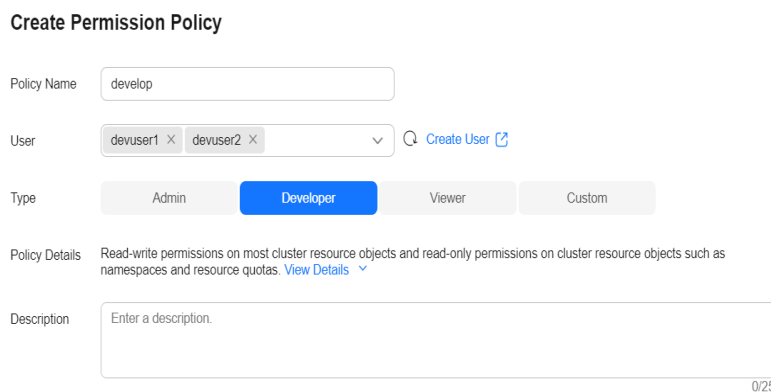 Create Permission Policy
Policy Name develop
User devuser1 × devuser2 × Create User
Type Admin Developer Viewer Custom
Policy Details Read-write permissions on most cluster resource objects and read-only permissions on cluster resource objects such as
namespaces and resource quotas. View Details
Description Enter a description.